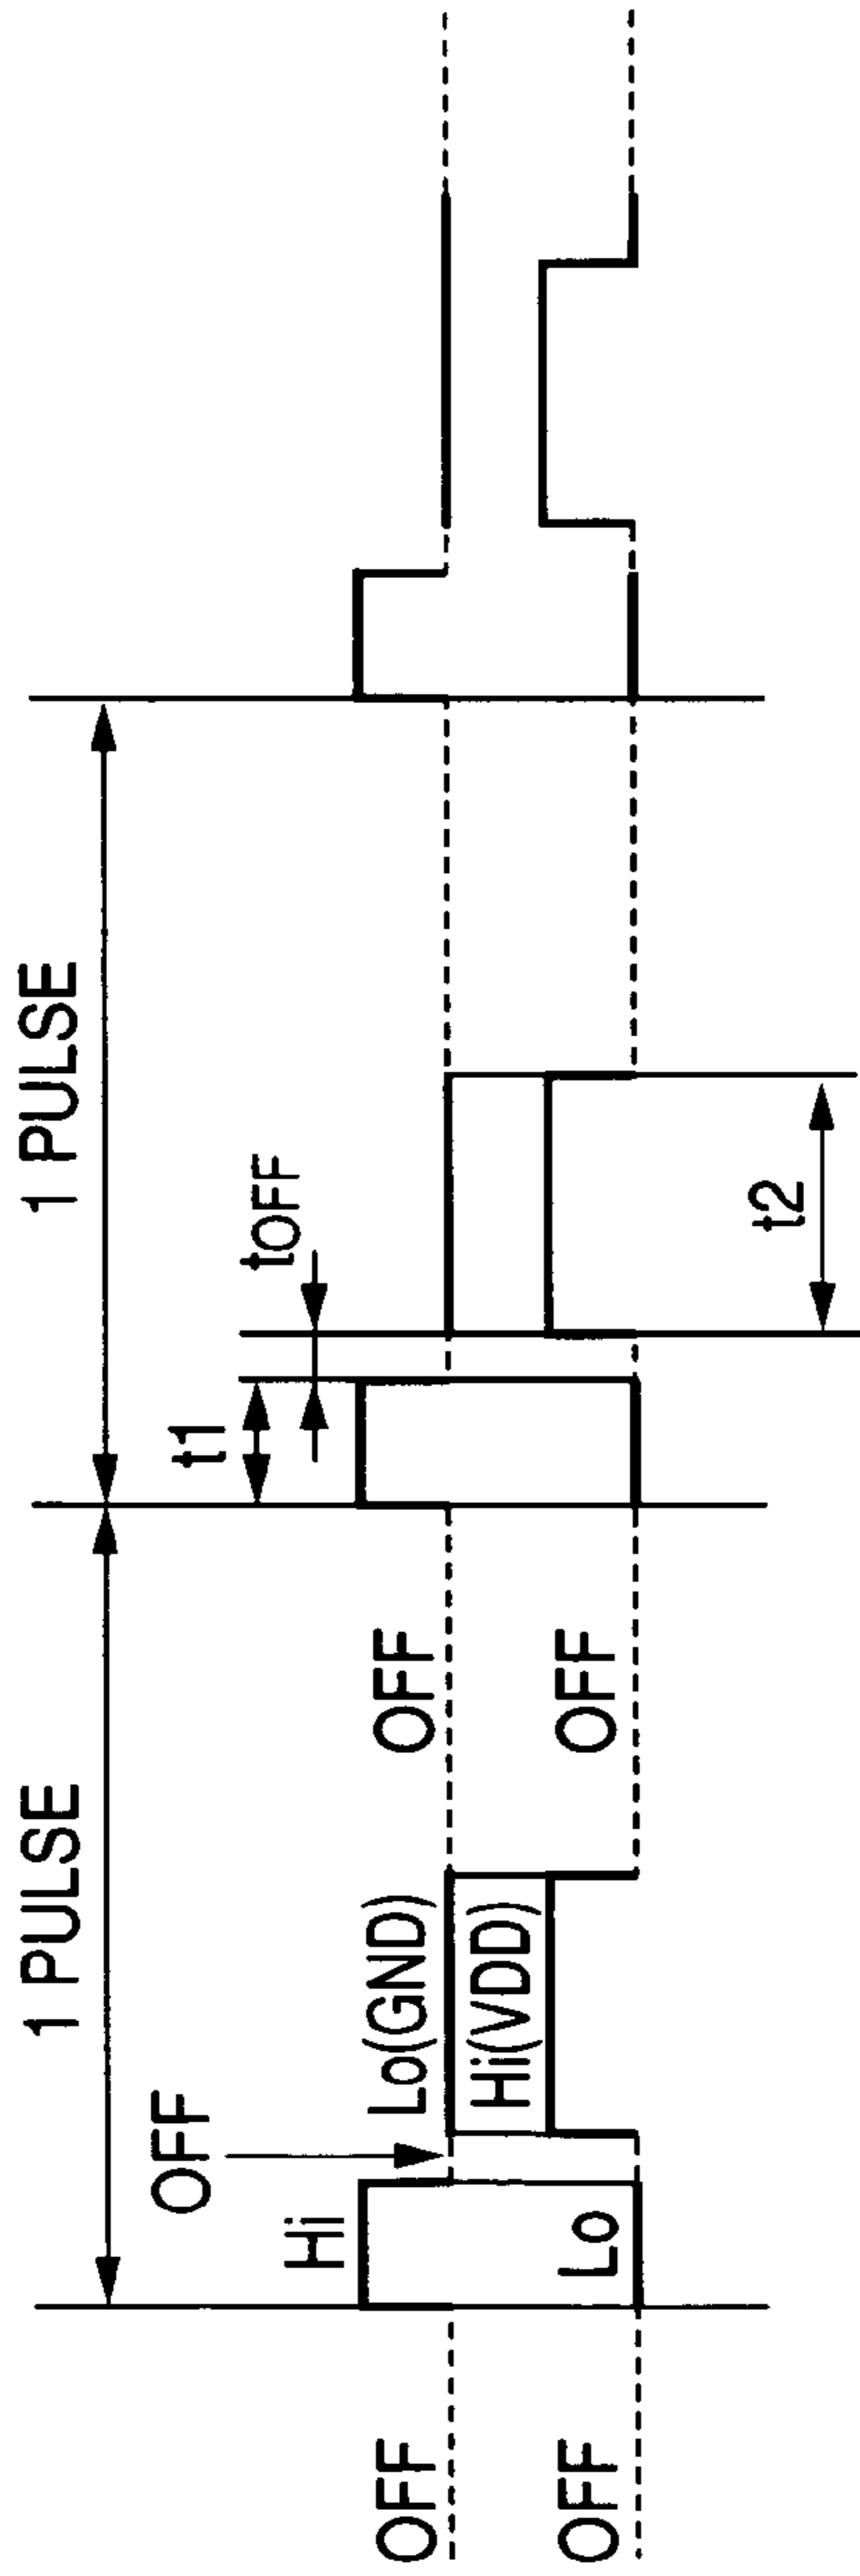 1 PULSE
1 PULSE
OFF
t1
tOFF
Hi
OFF
Lo(GND)
OFF
Hi(VDD)
OFF
Lo
OFF
t2